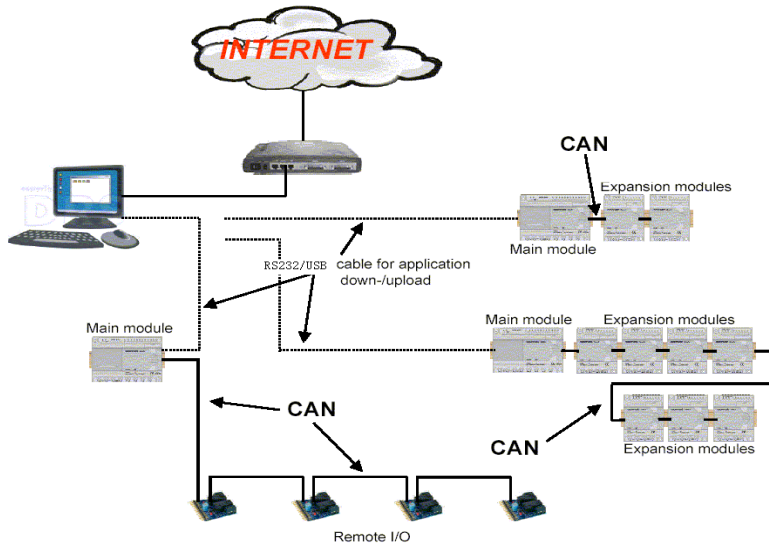 INTERNET
CAN
Expansion modules
Main module
RS232/USB cable for application
down-/upload
Main module
Main module
Expansion modules
CAN
CAN
Expansion modules
Remote I/O